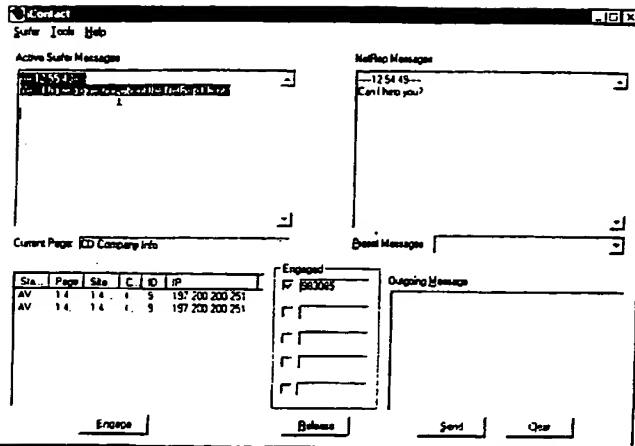 iContact
Surfer Tools Help
Active Surfer Messages
NetRep Messages
---12:54:49---
Can I help you?
Current Page: CD Company Info
Preset Messages
Sta... Page Site C.. ID IP
AV 14 . 14 . 5 197 200 200 251
AV 14. 14. 9 197 200 200 251
Engaged
983085
Outgoing Message
Engage
Release
Send
Clear